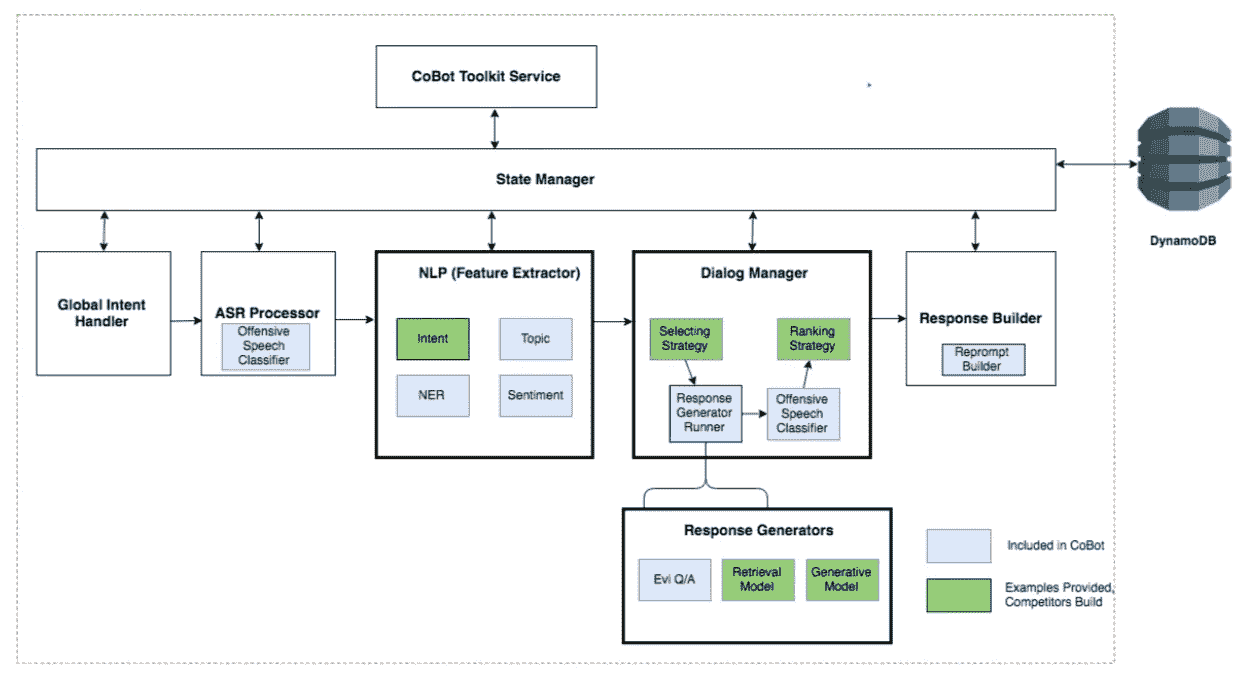 CoBot Toolkit Service
State Manager
DynamoDB
Global Intent
Handler
ASR Processor
Offensive
Speech
Classifier
NLP (Feature Extractor)
Intent
Topic
NER
Sentiment
Dialog Manager
Selecting
Strategy
Ranking
Strategy
Response
Generator
Runner
Offensive
Speech
Classifier
Response Builder
Reprompt
Builder
Response Generators
Evi Q/A
Retrieval
Model
Generative
Model
Included in CoBot
Examples Provided,
Competitors Build